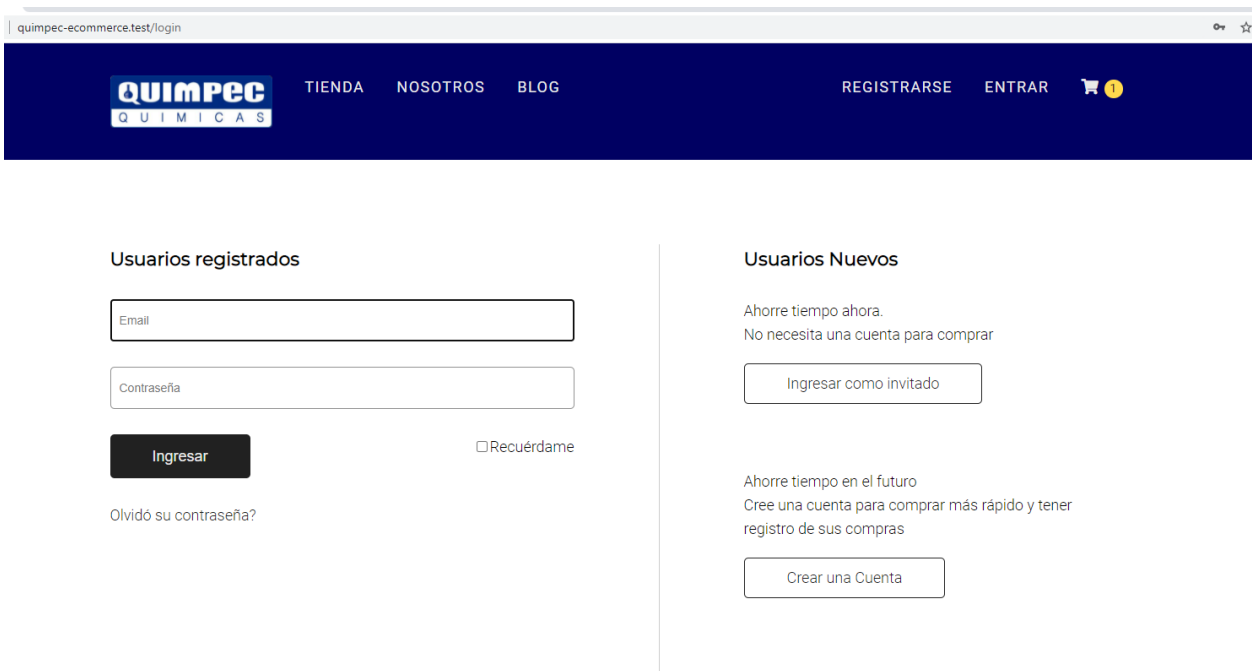 quimpec-ecommerce.test/login
QUIMPEC
QUIMICAS
TIENDA
NOSOTROS
BLOG
REGISTRARSE
ENTRAR
1
Usuarios registrados
Email
Contraseña
Ingresar
Recuérdame
Olvidó su contraseña?
Usuarios Nuevos
Ahorre tiempo ahora.
No necesita una cuenta para comprar
Ingresar como invitado
Ahorre tiempo en el futuro
Cree una cuenta para comprar más rápido y tener
registro de sus compras
Crear una Cuenta